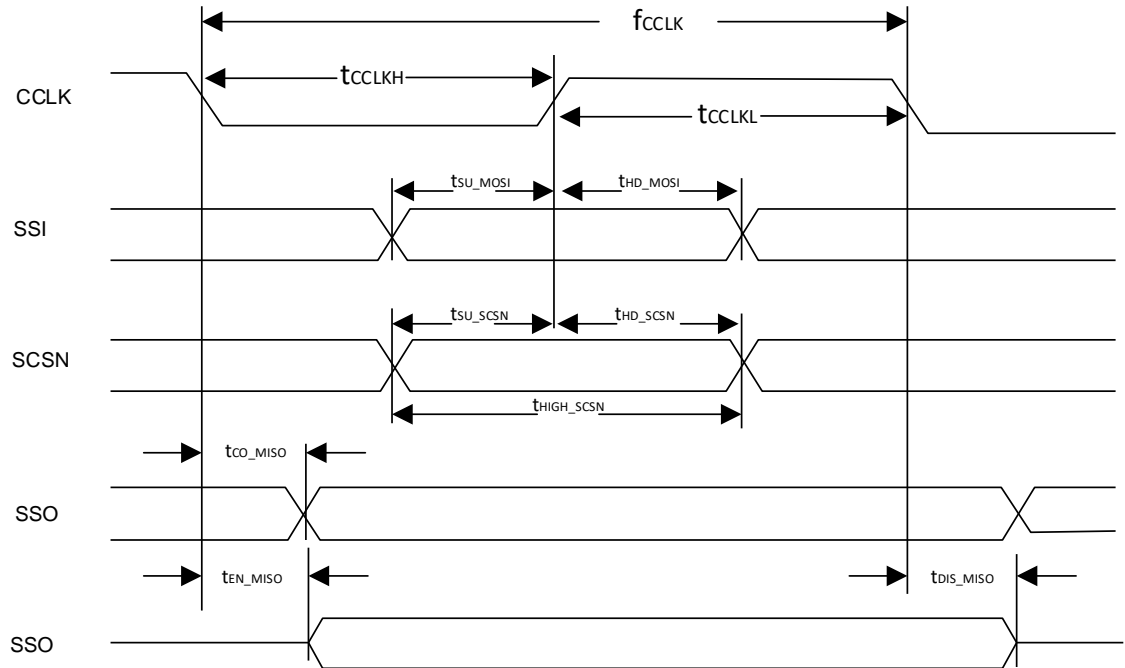 fCCLK
CCLK
tCCLKH
tCCLKL
tSU_MOSI
tHD_MOSI
SSI
tSU_SCSN
tHD_SCSN
SCSN
tHIGH_SCSN
tCO_MISO
SSO
tEN_MISO
tDIS_MISO
SSO